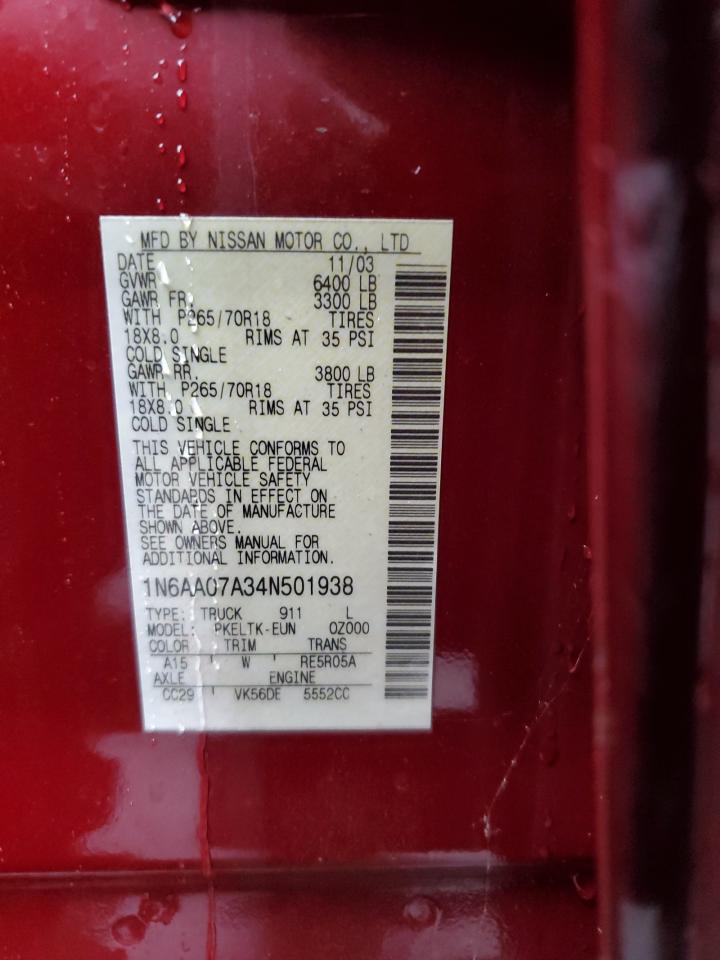 MFD BY NISSAN MOTOR CO., LTD
DATE 11/03
GVWR 6400 LB
GAWR FR. 3300 LB
WITH P265/70R18 TIRES
18X8.0 RIMS AT 35 PSI
COLD SINGLE
GAWR RR. 3800 LB
WITH P265/70R18 TIRES
18X8.0 RIMS AT 35 PSI
COLD SINGLE
THIS VEHICLE CONFORMS TO
ALL APPLICABLE FEDERAL
MOTOR VEHICLE SAFETY
STANDARDS IN EFFECT ON
THE DATE OF MANUFACTURE
SHOWN ABOVE.
SEE OWNERS MANUAL FOR
ADDITIONAL INFORMATION.
1N6AA07A34N501938
TYPE: TRUCK 911 L
MODEL: PKELTK-EUN 0Z000
COLOR TRIM TRANS
A15 W RE5R05A
AXLE ENGINE
CC29 VK56DE 5552CC